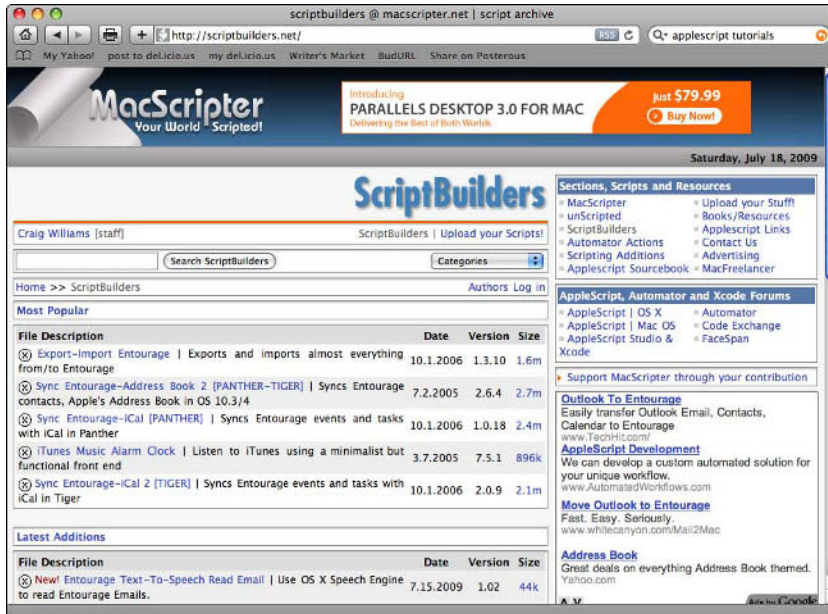 scriptbuilders @ macscripter.net | script archive
http://scriptbuilders.net/
RSS
applescript tutorials
My Yahoo! post to del.icio.us my del.icio.us Writer's Market BudURL Share on Posterous
MacScripter
Your World Scripted!
Introducing
PARALLELS DESKTOP 3.0 FOR MAC
Delivering the Best of Both Worlds
just $79.99
Buy Now!
Saturday, July 18, 2009
ScriptBuilders
Craig Williams [staff]
ScriptBuilders | Upload your Scripts!
Search ScriptBuilders
Categories
Home >> ScriptBuilders
Authors Log in
Most Popular
File Description Date Version Size
Export-Import Entourage | Exports and imports almost everything
from/to Entourage
10.1.2006 1.3.10 1.6m
Sync Entourage-Address Book 2 [PANTHER-TIGER] | Syncs Entourage
contacts, Apple's Address Book in OS 10.3/4
7.2.2005 2.6.4 2.7m
Sync Entourage-iCal [PANTHER] | Syncs Entourage events and tasks
with iCal in Panther
10.1.2006 1.0.18 2.4m
iTunes Music Alarm Clock | Listen to iTunes using a minimalist but
functional front end
3.7.2005 7.5.1 896k
Sync Entourage-iCal 2 [TIGER] | Syncs Entourage events and tasks with
iCal in Tiger
10.1.2006 2.0.9 2.1m
Latest Additions
File Description Date Version Size
New! Entourage Text-To-Speech Read Email | Use OS X Speech Engine
to read Entourage Emails.
7.15.2009 1.02 44k
Sections, Scripts and Resources
MacScripter
unScripted
ScriptBuilders
Automator Actions
Scripting Additions
Applescript Sourcebook
Upload your Stuff!
Books/Resources
Applescript Links
Contact Us
Advertising
MacFreelancer
AppleScript, Automator and Xcode Forums
AppleScript | OS X
AppleScript | Mac OS
AppleScript Studio &
Xcode
Automator
Code Exchange
FaceSpan
Support MacScripter through your contribution
Outlook To Entourage
Easily transfer Outlook Email, Contacts,
Calendar to Entourage
www.TechHit.com/
AppleScript Development
We can develop a custom automated solution for
your unique workflow.
www.AutomatedWorkflows.com
Move Outlook to Entourage
Fast. Easy. Seriously.
www.whitecanyon.com/Mail2Mac
Address Book
Great deals on everything Address Book themed.
Yahoo.com
Ads by Google